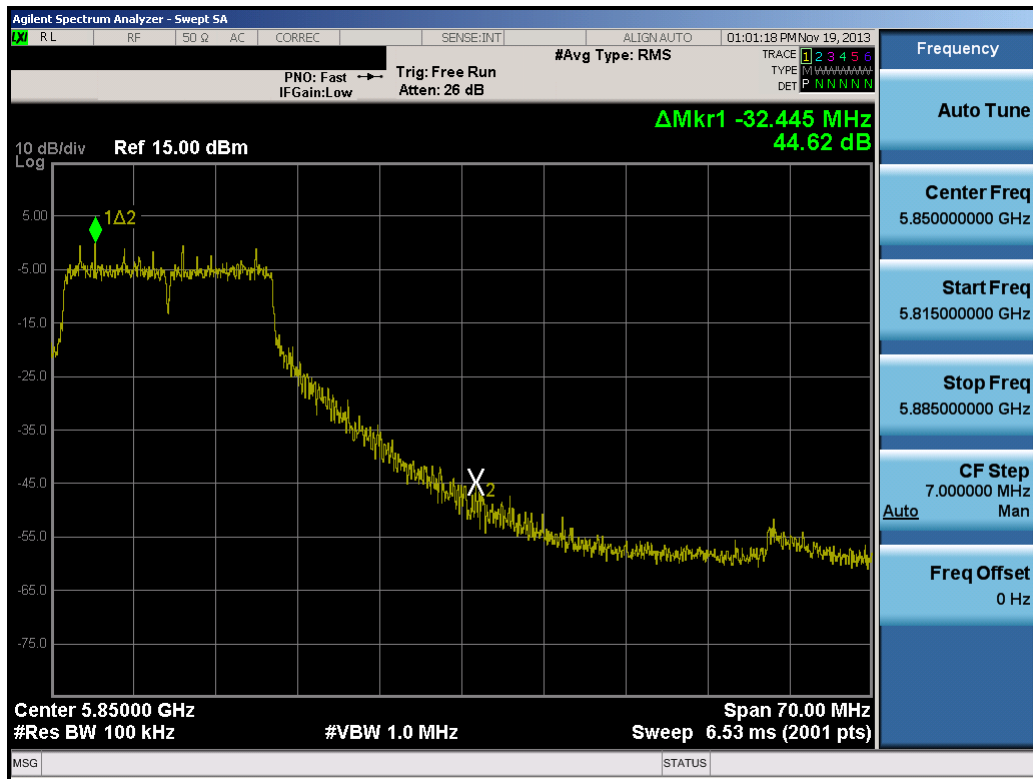 Agilent Spectrum Analyzer - Swept SA
LXI RL RF 50 Ω AC CORREC SENSE:INT ALIGN AUTO 01:01:18 PM Nov 19, 2013
PNO: Fast
IFGain:Low
Trig: Free Run
Atten: 26 dB
#Avg Type: RMS
TRACE 1 2 3 4 5 6
TYPE M WWWWW
DET P N N N N N
ΔMkr1 -32.445 MHz
44.62 dB
10 dB/div
Log
Ref 15.00 dBm
5.00
-5.00
-15.0
-25.0
-35.0
-45.0
-55.0
-65.0
-75.0
1Δ2
X2
Center 5.85000 GHz
#Res BW 100 kHz
#VBW 1.0 MHz
Span 70.00 MHz
Sweep 6.53 ms (2001 pts)
MSG
STATUS
Frequency
Auto Tune
Center Freq
5.850000000 GHz
Start Freq
5.815000000 GHz
Stop Freq
5.885000000 GHz
CF Step
7.000000 MHz
Auto Man
Freq Offset
0 Hz